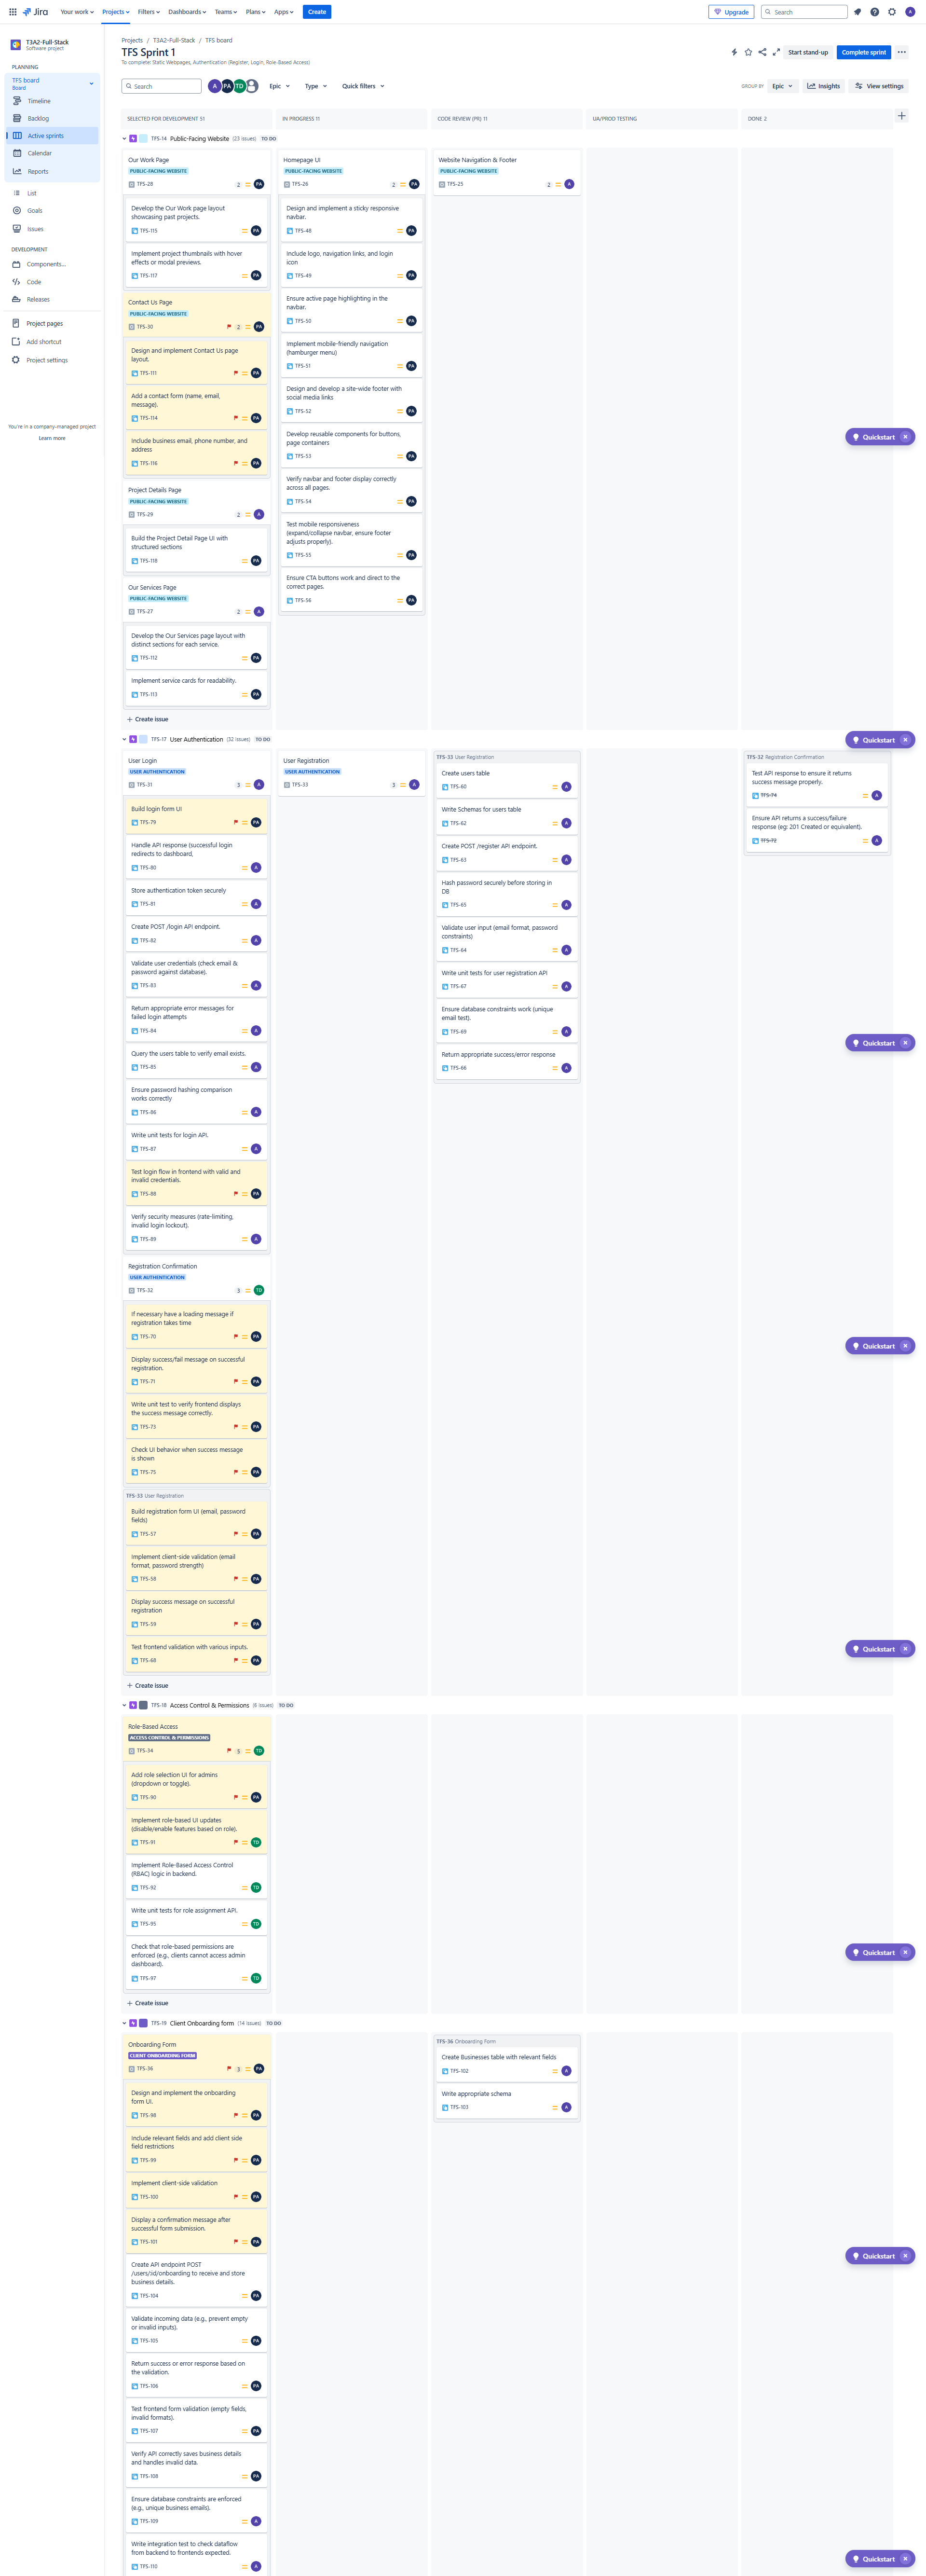 Jira
Your work
Projects
Filters
Dashboards
Teams
Plans
Apps
Create
Upgrade
Search
A
T3A2-Full-Stack
Software project
PLANNING
TFS board
Board
Timeline
Backlog
Active sprints
Calendar
Reports
List
Goals
Issues
DEVELOPMENT
Components...
Code
Releases
Project pages
Add shortcut
Project settings
You're in a company-managed project
Learn more
Projects / T3A2-Full-Stack / TFS board
TFS Sprint 1
To complete: Static Webpages, Authentication (Register, Login, Role-Based Access)
Start stand-up
Complete sprint
Search
A PA TD
Epic
Type
Quick filters
GROUP BY
Epic
Insights
View settings
SELECTED FOR DEVELOPMENT 51
IN PROGRESS 11
CODE REVIEW (PR) 11
UA/PROD TESTING
DONE 2
TFS-14 Public-Facing Website (23 issues) TO DO
Our Work Page
PUBLIC-FACING WEBSITE
TFS-28 2 PA
Develop the Our Work page layout
showcasing past projects.
TFS-115 PA
Implement project thumbnails with hover
effects or modal previews.
TFS-117 PA
Contact Us Page
PUBLIC-FACING WEBSITE
TFS-30 2 PA
Design and implement Contact Us page
layout.
TFS-111 PA
Add a contact form (name, email,
message).
TFS-114 PA
Include business email, phone number, and
address
TFS-116 PA
Project Details Page
PUBLIC-FACING WEBSITE
TFS-29 2 A
Build the Project Detail Page UI with
structured sections
TFS-118 PA
Our Services Page
PUBLIC-FACING WEBSITE
TFS-27 2 A
Develop the Our Services page layout with
distinct sections for each service.
TFS-112 PA
Implement service cards for readability.
TFS-113 PA
Create issue
Homepage UI
PUBLIC-FACING WEBSITE
TFS-26 2 PA
Design and implement a sticky responsive
navbar.
TFS-48 PA
Include logo, navigation links, and login
icon
TFS-49 PA
Ensure active page highlighting in the
navbar.
TFS-50 PA
Implement mobile-friendly navigation
(hamburger menu)
TFS-51 PA
Design and develop a site-wide footer with
social media links
TFS-52 PA
Develop reusable components for buttons,
page containers
TFS-53 PA
Verify navbar and footer display correctly
across all pages.
TFS-54 PA
Test mobile responsiveness
(expand/collapse navbar, ensure footer
adjusts properly).
TFS-55 PA
Ensure CTA buttons work and direct to the
correct pages.
TFS-56 PA
Website Navigation & Footer
PUBLIC-FACING WEBSITE
TFS-25 2 A
Quickstart
TFS-17 User Authentication (32 issues) TO DO
Quickstart
User Login
USER AUTHENTICATION
TFS-31 3 A
Build login form UI
TFS-79 PA
Handle API response (successful login
redirects to dashboard,
TFS-80 A
Store authentication token securely
TFS-81 A
Create POST /login API endpoint.
TFS-82 A
Validate user credentials (check email &
password against database).
TFS-83 A
Return appropriate error messages for
failed login attempts
TFS-84 A
Query the users table to verify email exists.
TFS-85 A
Ensure password hashing comparison
works correctly
TFS-86 A
Write unit tests for login API.
TFS-87 A
Test login flow in frontend with valid and
invalid credentials.
TFS-88 PA
Verify security measures (rate-limiting,
invalid login lockout).
TFS-89 A
Registration Confirmation
USER AUTHENTICATION
TFS-32 3 TD
If necessary have a loading message if
registration takes time
TFS-70 PA
Display success/fail message on successful
registration.
TFS-71 PA
Write unit test to verify frontend displays
the success message correctly.
TFS-73 PA
Check UI behavior when success message
is shown
TFS-75 PA
TFS-33 User Registration
Build registration form UI (email, password
fields)
TFS-57 PA
Implement client-side validation (email
format, password strength)
TFS-58 PA
Display success message on successful
registration
TFS-59 PA
Test frontend validation with various inputs.
TFS-68 PA
Create issue
User Registration
USER AUTHENTICATION
TFS-33 3 A
TFS-33 User Registration
Create users table
TFS-60 A
Write Schemas for users table
TFS-62 A
Create POST /register API endpoint.
TFS-63 A
Hash password securely before storing in
DB
TFS-65 A
Validate user input (email format, password
constraints)
TFS-64 A
Write unit tests for user registration API
TFS-67 A
Ensure database constraints work (unique
email test).
TFS-69 A
Return appropriate success/error response
TFS-66 A
TFS-32 Registration Confirmation
Test API response to ensure it returns
success message properly.
TFS-74 A
Ensure API returns a success/failure
response (eg: 201 Created or equivalent).
TFS-72 A
Quickstart
Quickstart
Quickstart
TFS-18 Access Control & Permissions (6 issues) TO DO
Role-Based Access
ACCESS CONTROL & PERMISSIONS
TFS-34 5 TD
Add role selection UI for admins
(dropdown or toggle).
TFS-90 PA
Implement role-based UI updates
(disable/enable features based on role).
TFS-91 TD
Implement Role-Based Access Control
(RBAC) logic in backend.
TFS-92 TD
Write unit tests for role assignment API.
TFS-95 TD
Check that role-based permissions are
enforced (e.g., clients cannot access admin
dashboard).
TFS-97 TD
Create issue
Quickstart
TFS-19 Client Onboarding form (14 issues) TO DO
Onboarding Form
CLIENT ONBOARDING FORM
TFS-36 3 PA
Design and implement the onboarding
form UI.
TFS-98 PA
Include relevant fields and add client side
field restrictions
TFS-99 PA
Implement client-side validation
TFS-100 PA
Display a confirmation message after
successful form submission.
TFS-101 PA
Create API endpoint POST
/users/:id/onboarding to receive and store
business details.
TFS-104 PA
Validate incoming data (e.g., prevent empty
or invalid inputs).
TFS-105 PA
Return success or error response based on
the validation.
TFS-106 PA
Test frontend form validation (empty fields,
invalid formats).
TFS-107 PA
Verify API correctly saves business details
and handles invalid data.
TFS-108 PA
Ensure database constraints are enforced
(e.g., unique business emails).
TFS-109 A
Write integration test to check dataflow
from backend to frontends expected.
TFS-110 A
TFS-36 Onboarding Form
Create Businesses table with relevant fields
TFS-102 A
Write appropriate schema
TFS-103 A
Quickstart
Quickstart